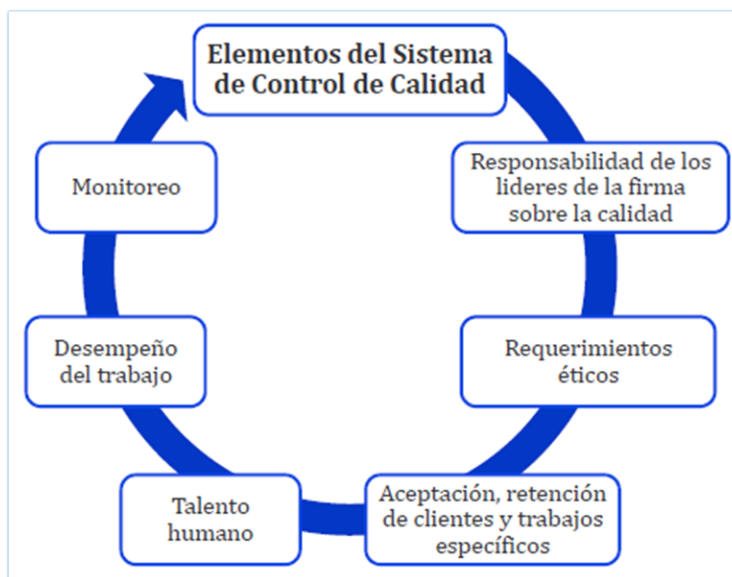 Elementos del Sistema
de Control de Calidad
Responsabilidad de los
lideres de la firma
sobre la calidad
Requerimientos
éticos
Aceptación, retención
de clientes y trabajos
específicos
Talento
humano
Desempeño
del trabajo
Monitoreo